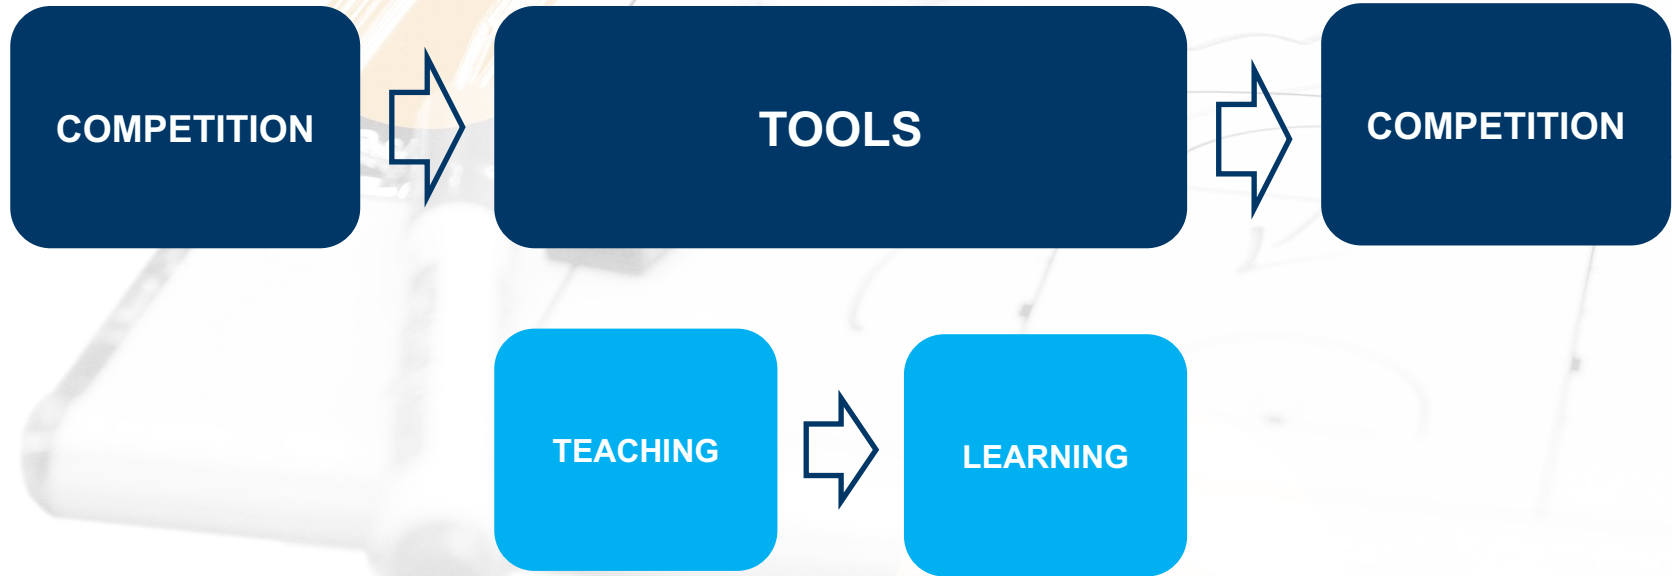 COMPETITION
TOOLS
COMPETITION
TEACHING
LEARNING